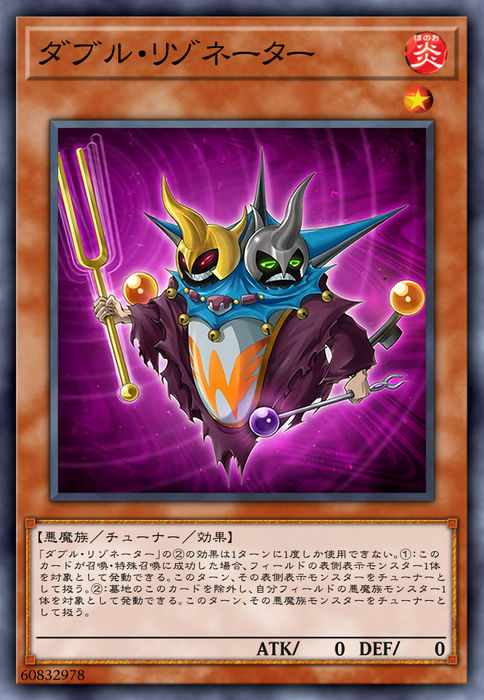 ダブル・リゾネーター
ほのお
炎
【悪魔族/チューナー/効果】
「ダブル・リゾネーター」の②の効果は1ターンに1度しか使用できない。①:この
カードが召喚・特殊召喚に成功した場合、フィールドの表側表示モンスター1体
を対象として発動できる。このターン、その表側表示モンスターをチューナーと
して扱う。②:墓地のこのカードを除外し、自分フィールドの悪魔族モンスター1
体を対象として発動できる。このターン、その悪魔族モンスターをチューナーと
して扱う。
ATK/ 0 DEF/ 0
60832978